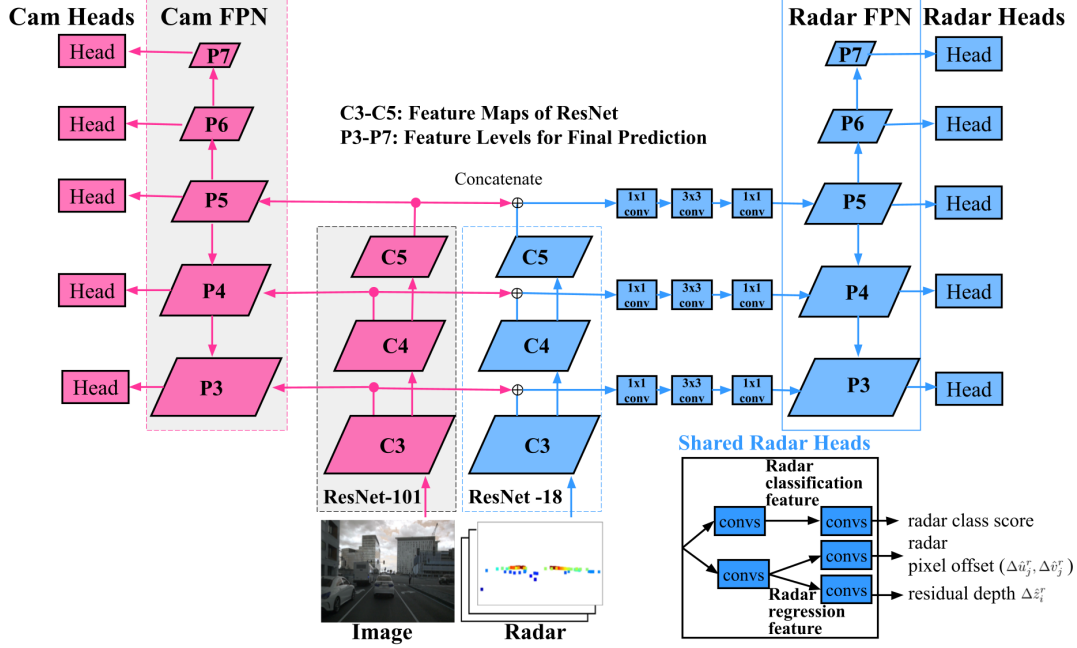 Cam Heads
Cam FPN
Radar FPN
Radar Heads
Head
P7
P7
Head
Head
P6
C3-C5: Feature Maps of ResNet
P3-P7: Feature Levels for Final Prediction
P6
Head
Head
P5
Concatenate
1x1
conv
3x3
conv
1x1
conv
P5
Head
C5
C5
Head
P4
1x1
conv
3x3
conv
1x1
conv
P4
Head
C4
C4
Head
P3
1x1
conv
3x3
conv
1x1
conv
P3
Head
C3
C3
ResNet-101
ResNet -18
Image
Radar
Shared Radar Heads
Radar
classification
feature
convs
convs
radar class score
convs
convs
radar
pixel offset (Δû_j^r, Δv̂_j^r)
convs
residual depth Δẑ_i^r
Radar
regression
feature